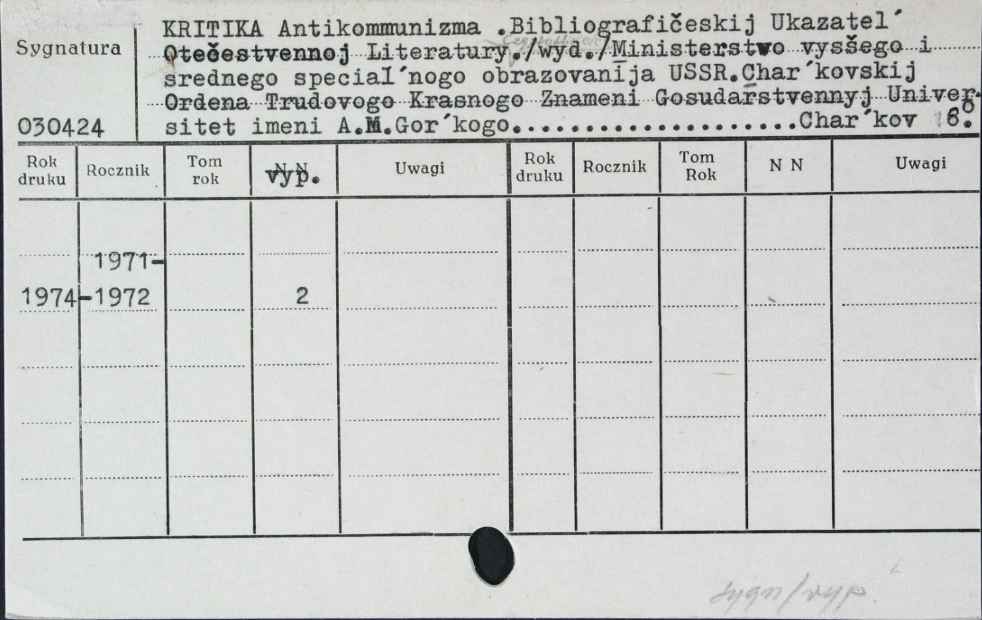 KRITIKA Antikommunizma .Bibliografičeskij Ukazatel´
Sygnatura
Otečestvennoj Literatury./wyd./Ministerstwo vysšego i
srednego special´nogo obrazovanija USSR.Char´kovskij
Ordena Trudovogo Krasnogo Znameni Gosudarstvennyj Univer-
030424 sitet imeni A.M.Gor´kogo....................Char´kov 8.
Rok druku Rocznik Tom rok N N vyp. Uwagi Rok druku Rocznik Tom Rok N N Uwagi
1971-
1974-1972 2
sygn/vyp.